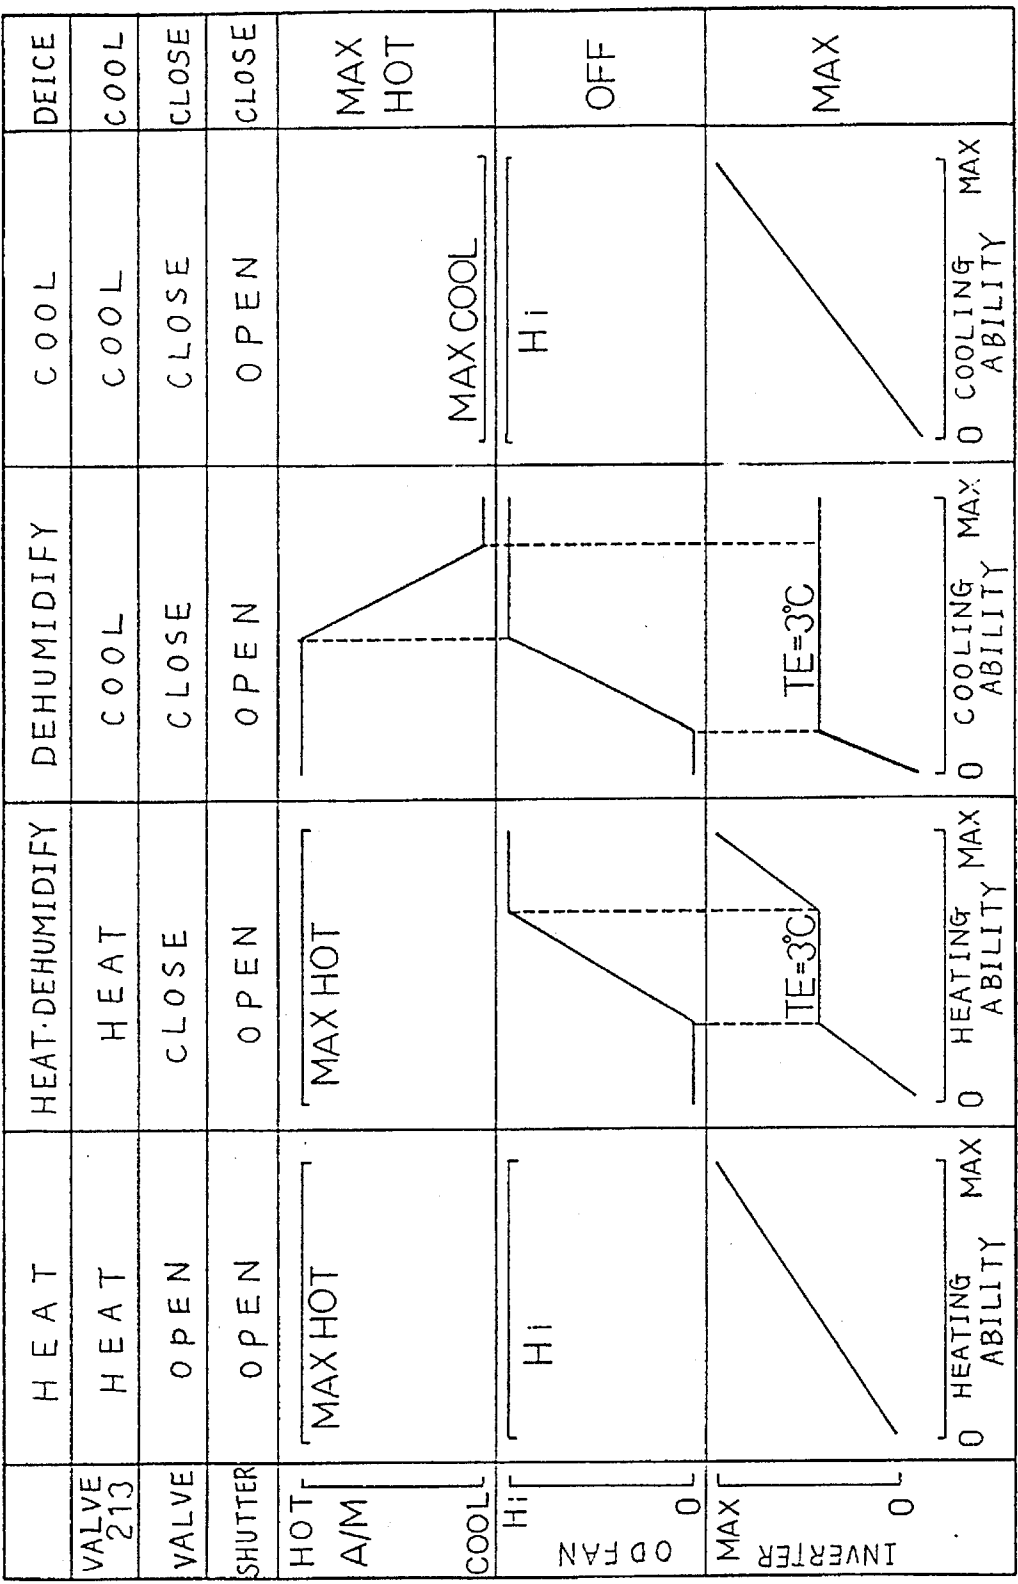 HEAT
HEAT·DEHUMIDIFY
DEHUMIDIFY
COOL
DEICE
VALVE
213
HEAT
HEAT
COOL
COOL
COOL
VALVE
OPEN
CLOSE
CLOSE
CLOSE
CLOSE
SHUTTER
OPEN
OPEN
OPEN
OPEN
CLOSE
HOT
A/M
COOL
MAX HOT
MAX HOT
MAX COOL
MAX
HOT
Hi
OD FAN
0
Hi
Hi
OFF
MAX
INVERTER
0
TE=3°C
TE=3°C
MAX
0 HEATING MAX
ABILITY
0 HEATING MAX
ABILITY
0 COOLING MAX
ABILITY
0 COOLING MAX
ABILITY